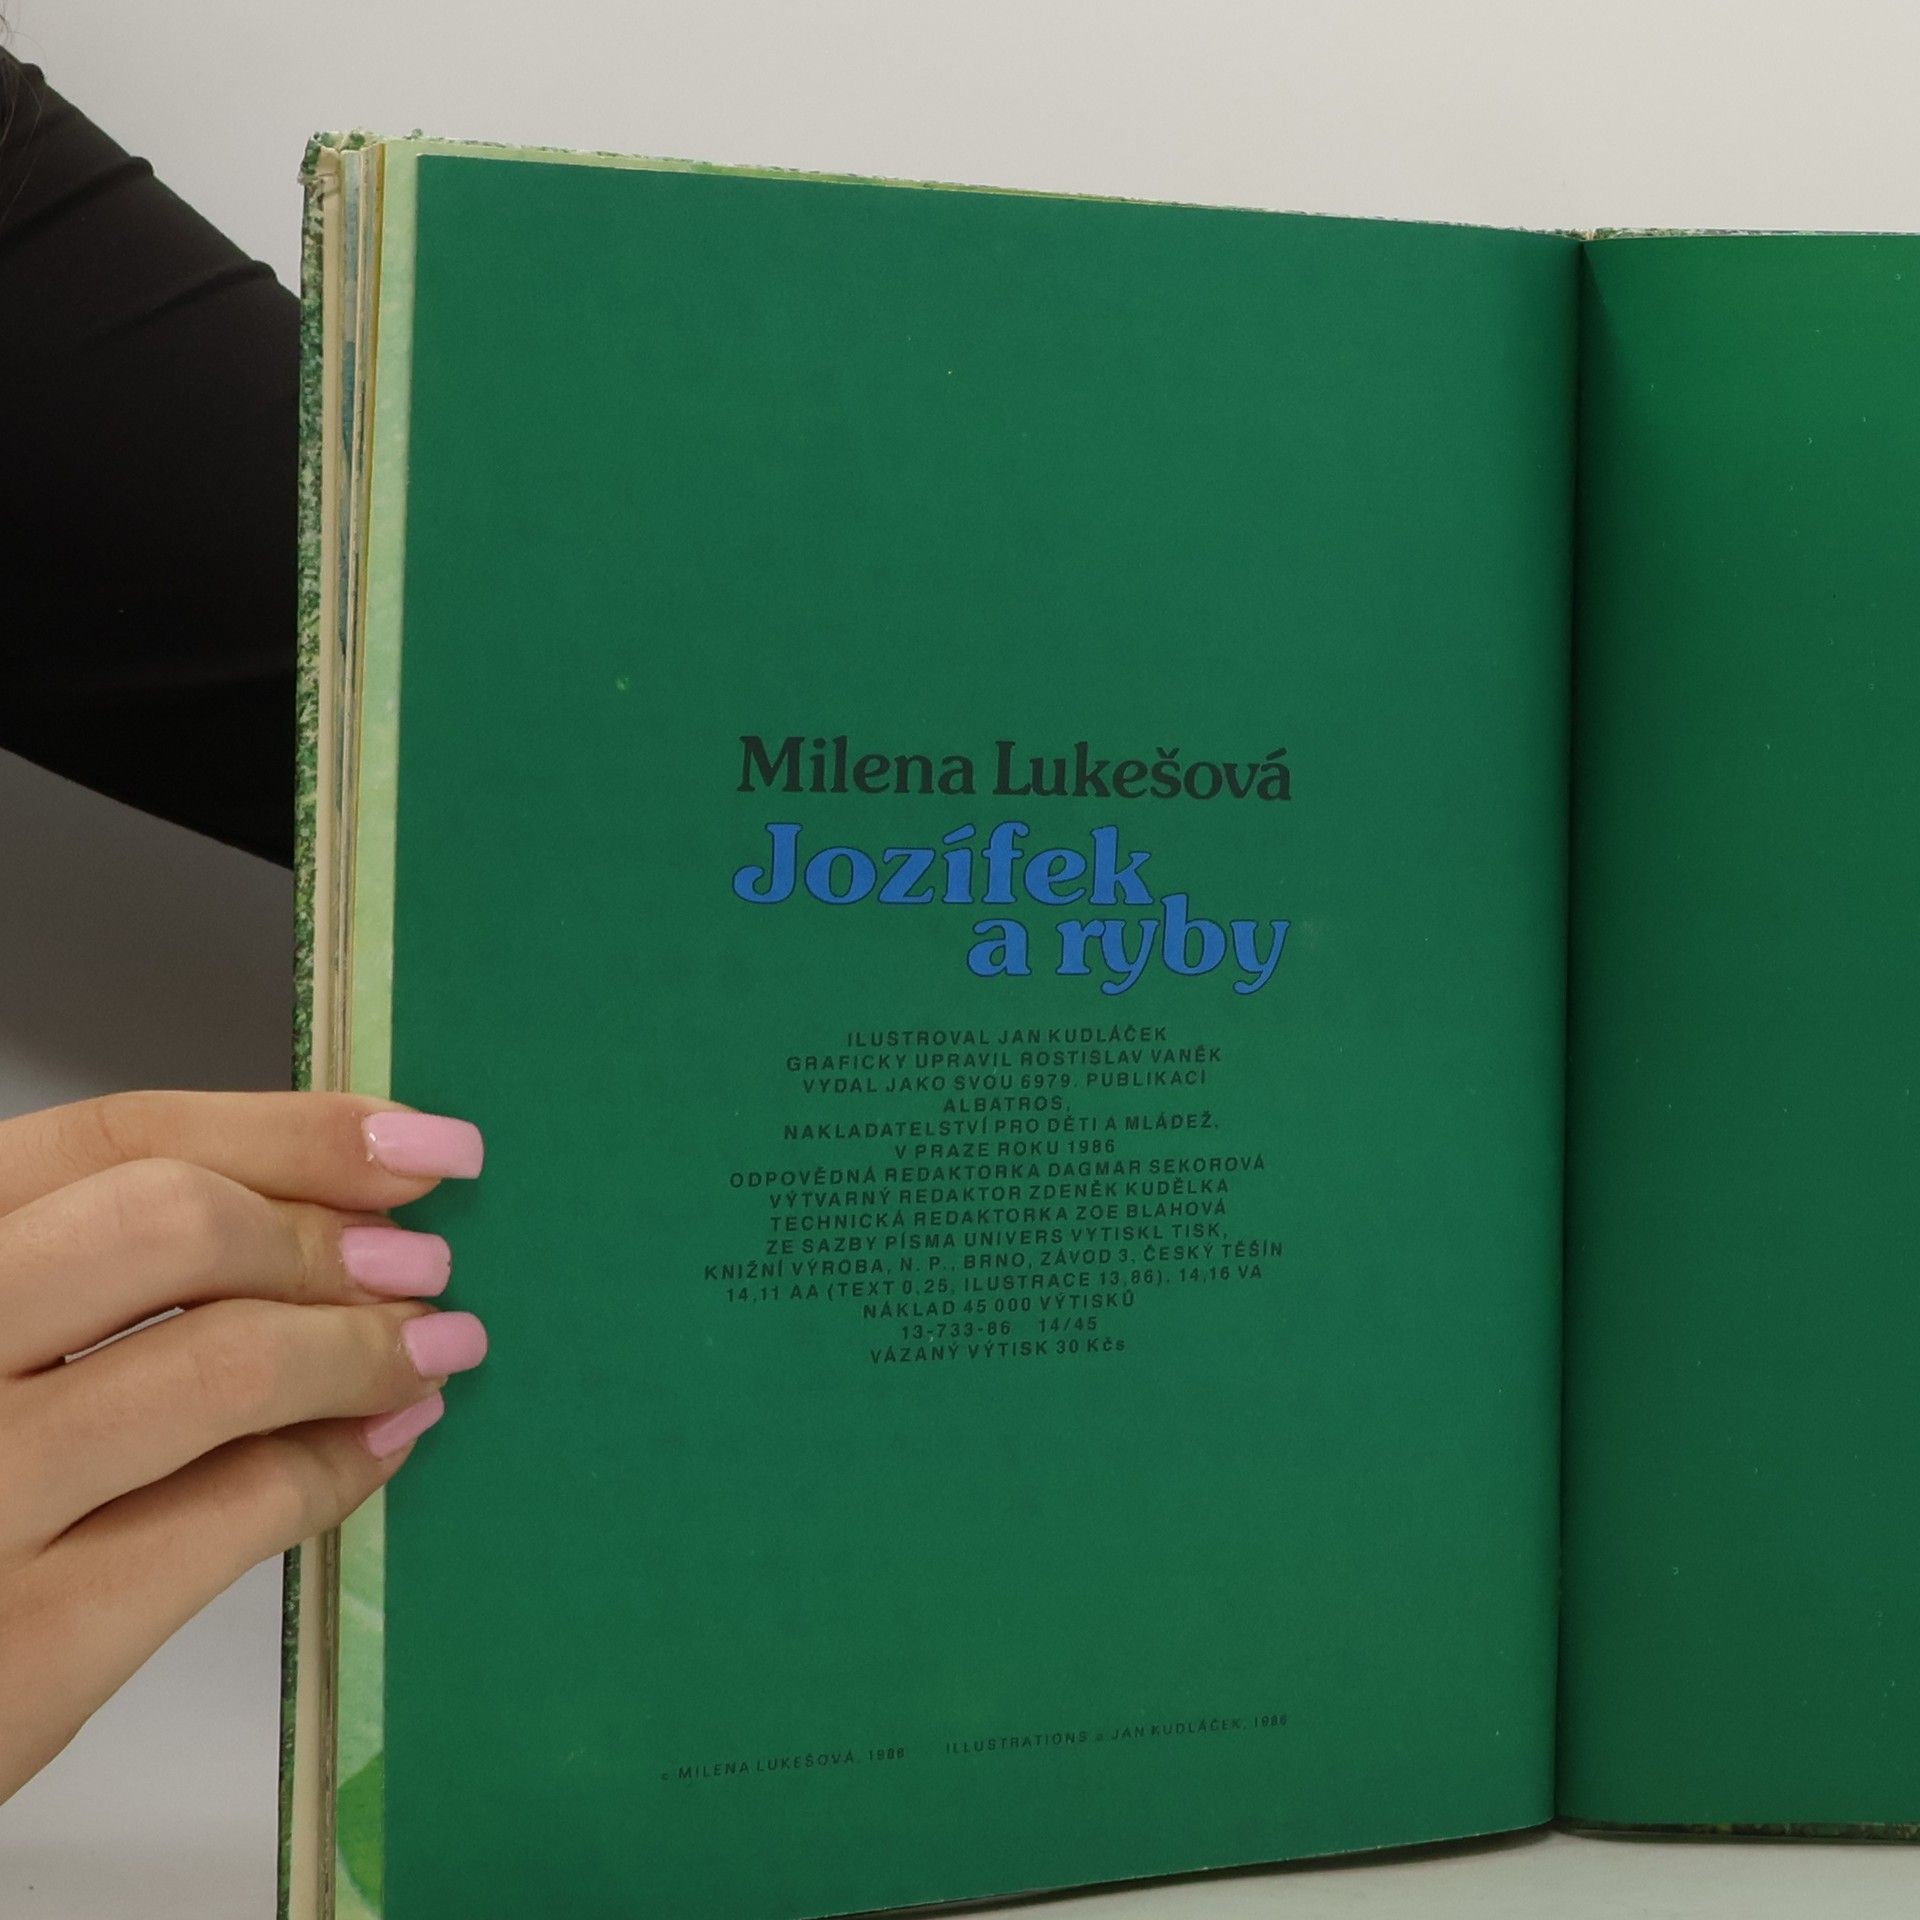 Milena Lukešová
Jozífek
a ryby
ILUSTROVAL JAN KUDLÁČEK
GRAFICKY UPRAVIL ROSTISLAV VANĚK
VYDAL JAKO SVOU 6979. PUBLIKACI
ALBATROS,
NAKLADATELSTVÍ PRO DĚTI A MLÁDEŽ,
V PRAZE ROKU 1986
ODPOVĚDNÁ REDAKTORKA DAGMAR SEKOROVÁ
VÝTVARNÝ REDAKTOR ZDENĚK KUDĚLKA
TECHNICKÁ REDAKTORKA ZOE BLAHOVÁ
ZE SAZBY PÍSMA UNIVERS VYTISKL TISK,
KNIŽNÍ VÝROBA, N. P., BRNO, ZÁVOD 3, ČESKÝ TĚŠÍN
14,11 AA (TEXT 0,25, ILUSTRACE 13,86). 14,16 VA
NÁKLAD 45 000 VÝTISKŮ
13-733-86 14/45
VÁZANÝ VÝTISK 30 Kčs
© MILENA LUKEŠOVÁ, 1986 ILLUSTRATIONS © JAN KUDLÁČEK, 1986